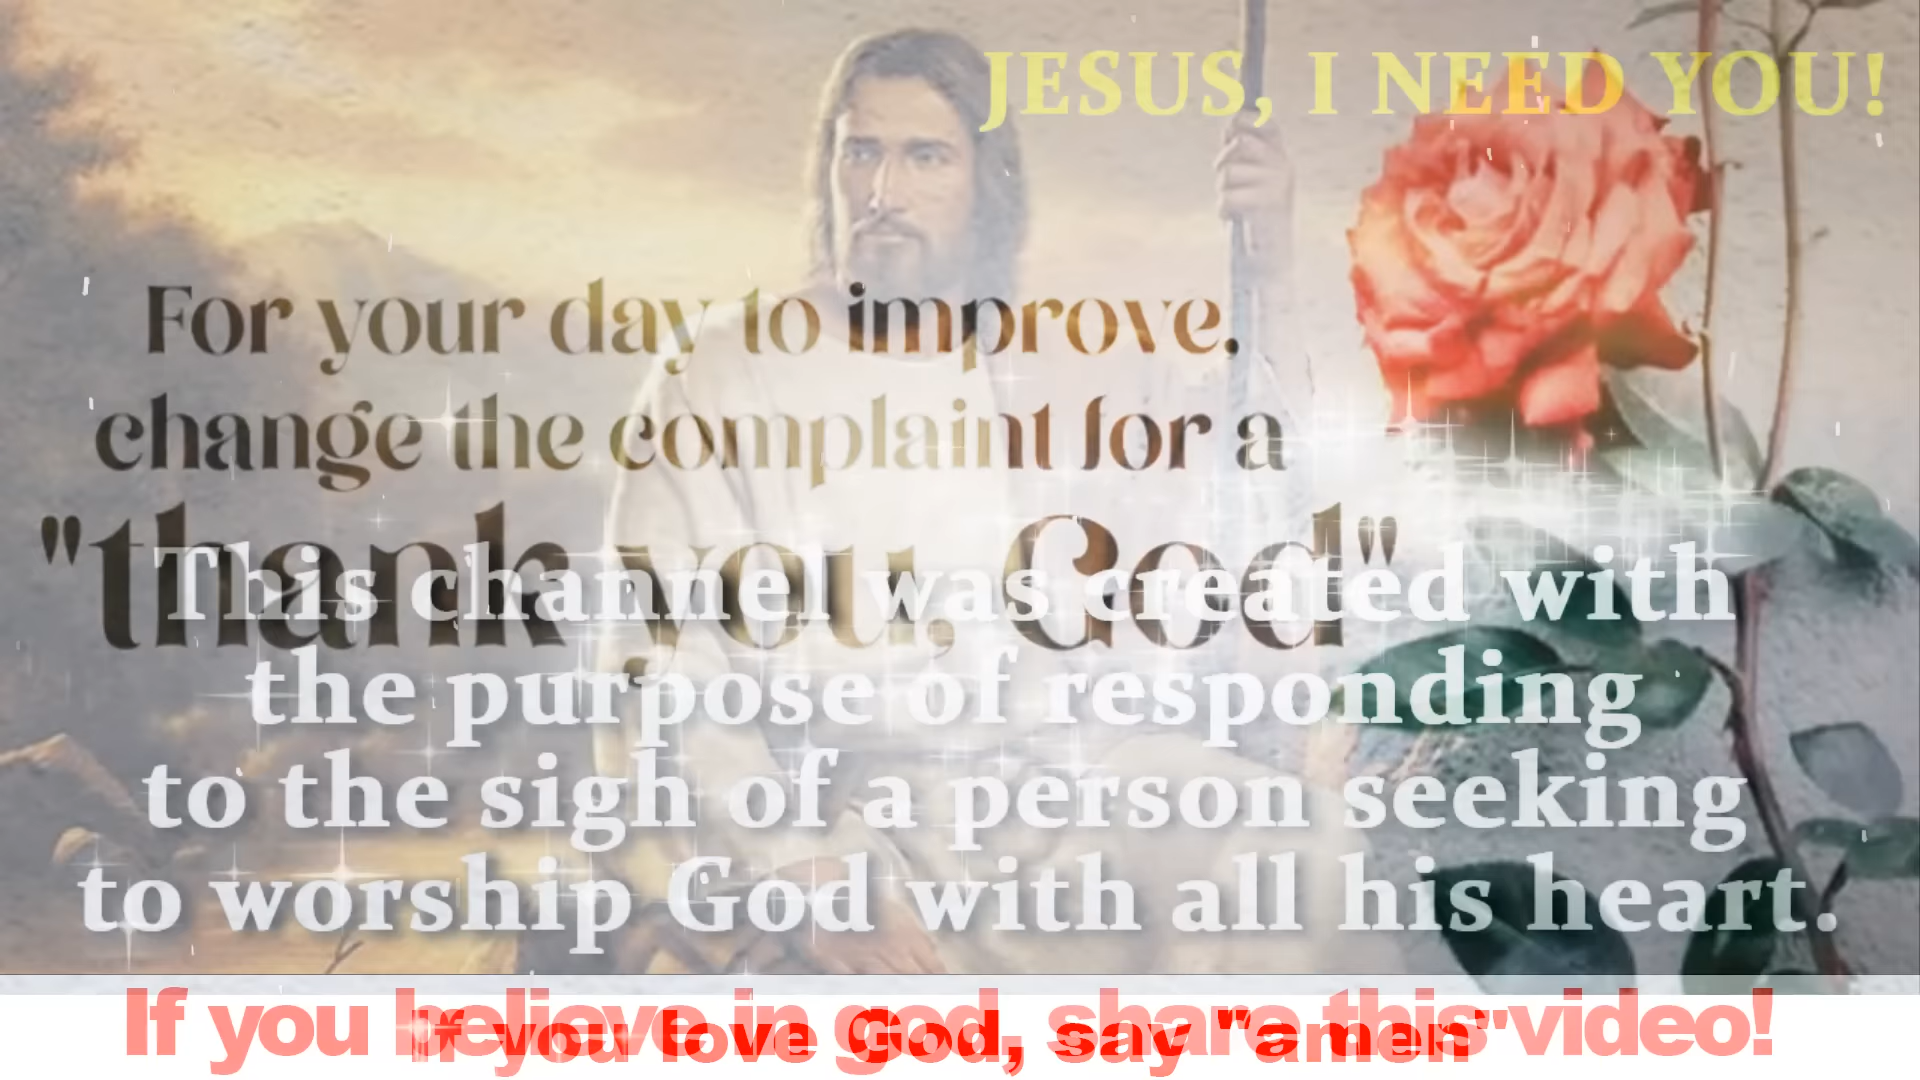 JESUS, I NEED YOU!
For your day to improve,
change the complaint for a
"thank you, God"
This channel was created with
the purpose of responding
to the sigh of a person seeking
to worship God with all his heart.
If you believe in god, share this video!
If you love God, say "amen"